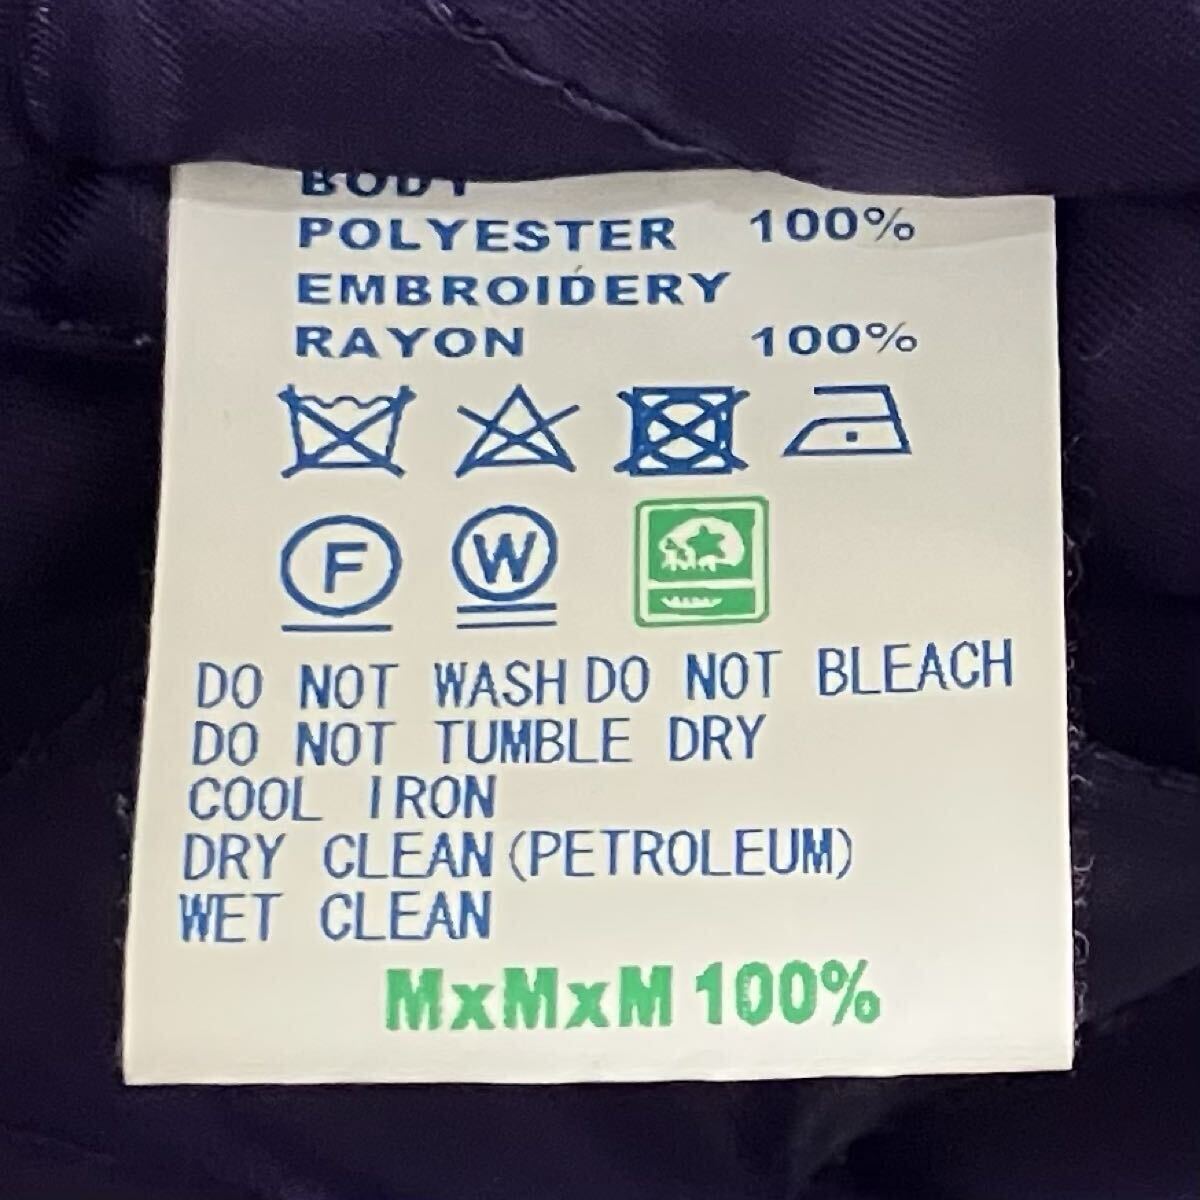 BODY
POLYESTER 100%
EMBROIDERY
RAYON 100%
F W
DO NOT WASH DO NOT BLEACH
DO NOT TUMBLE DRY
COOL IRON
DRY CLEAN (PETROLEUM)
WET CLEAN
MxMxM 100%